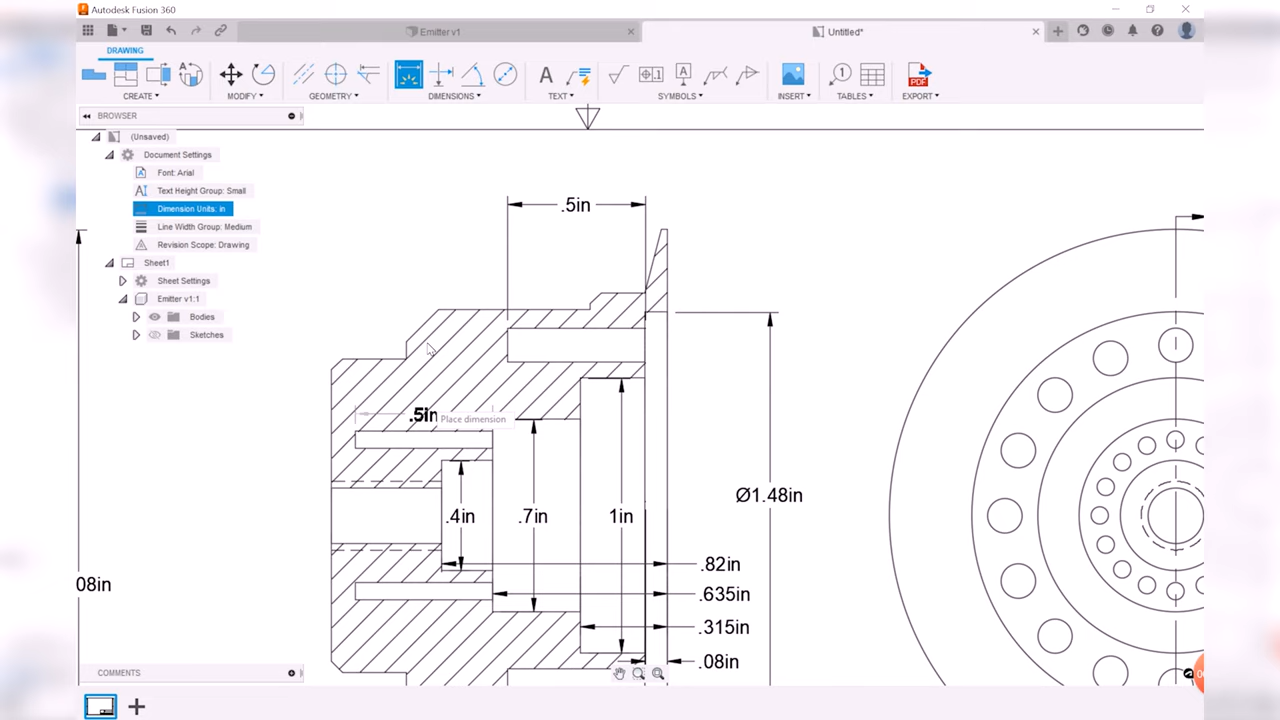 Autodesk Fusion 360
Emitter v1
Untitled*
DRAWING
CREATE
MODIFY
GEOMETRY
DIMENSIONS
TEXT
SYMBOLS
INSERT
TABLES
EXPORT
PDF
BROWSER
(Unsaved)
Document Settings
Font: Arial
Text Height Group: Small
Dimension Units: in
Line Width Group: Medium
Revision Scope: Drawing
Sheet1
Sheet Settings
Emitter v1:1
Bodies
Sketches
.5in
.5in
Place dimension
Ø1.48in
.4in
.7in
1in
.82in
08in
.635in
.315in
.08in
COMMENTS